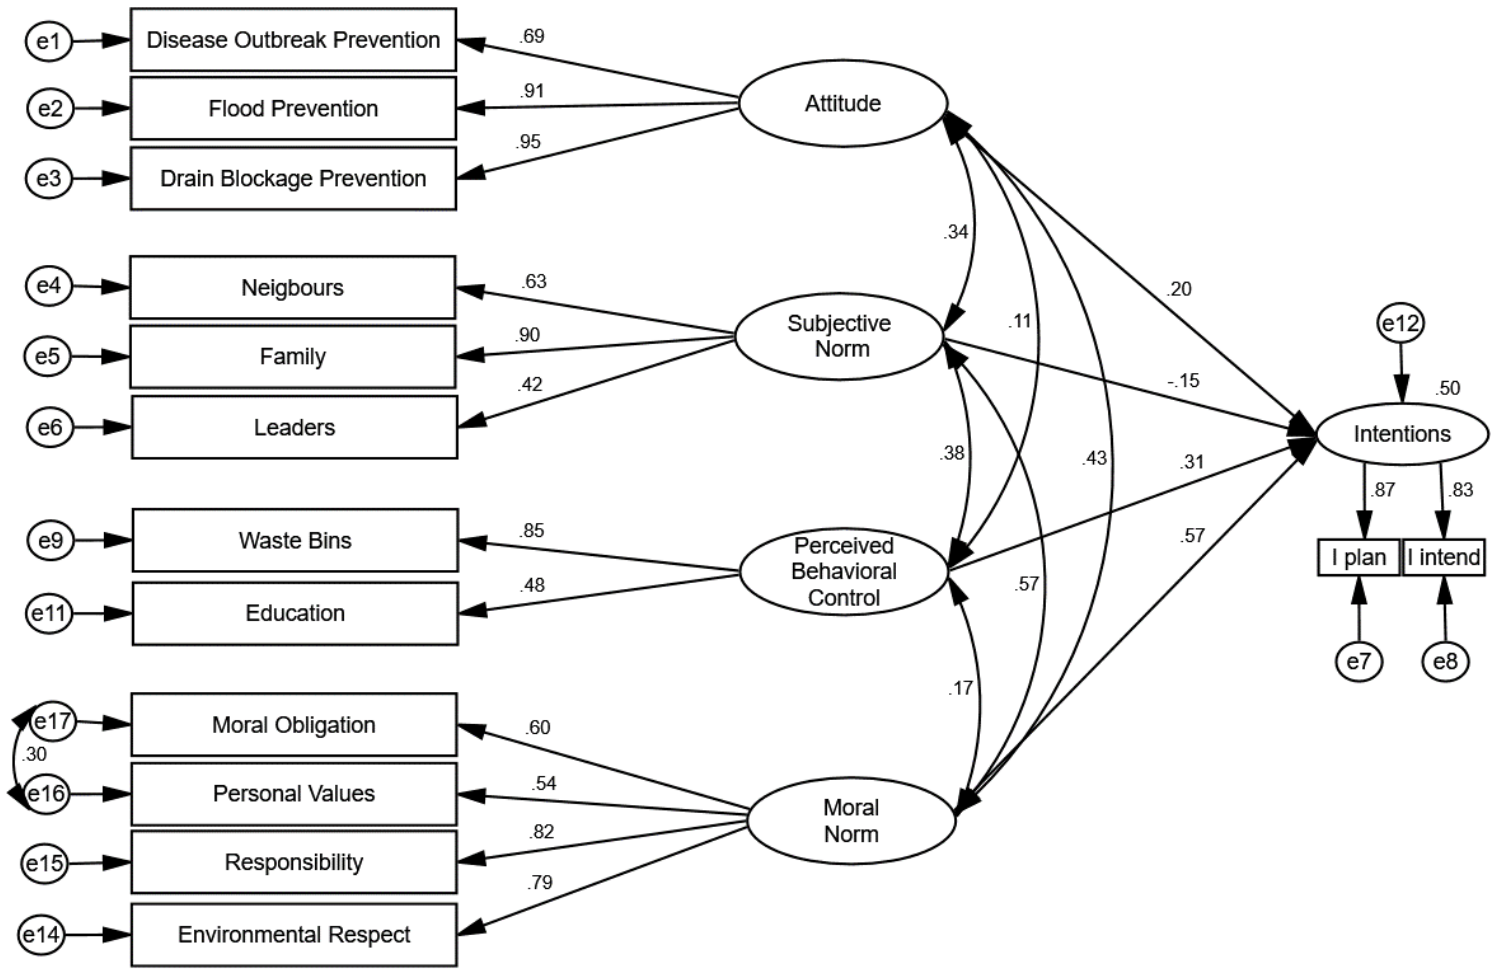 e1
Disease Outbreak Prevention
.69
e2
Flood Prevention
.91
Attitude
e3
Drain Blockage Prevention
.95
.34
e4
Neigbours
.63
.20
e5
Family
.90
Subjective
Norm
.11
e12
e6
Leaders
.42
-.15
.50
Intentions
.38
.43
.31
.87
.83
e9
Waste Bins
.85
Perceived
Behavioral
Control
.57
I plan
I intend
e11
Education
.48
.57
e7
e8
.17
e17
Moral Obligation
.60
.30
e16
Personal Values
.54
Moral
Norm
e15
Responsibility
.82
e14
Environmental Respect
.79